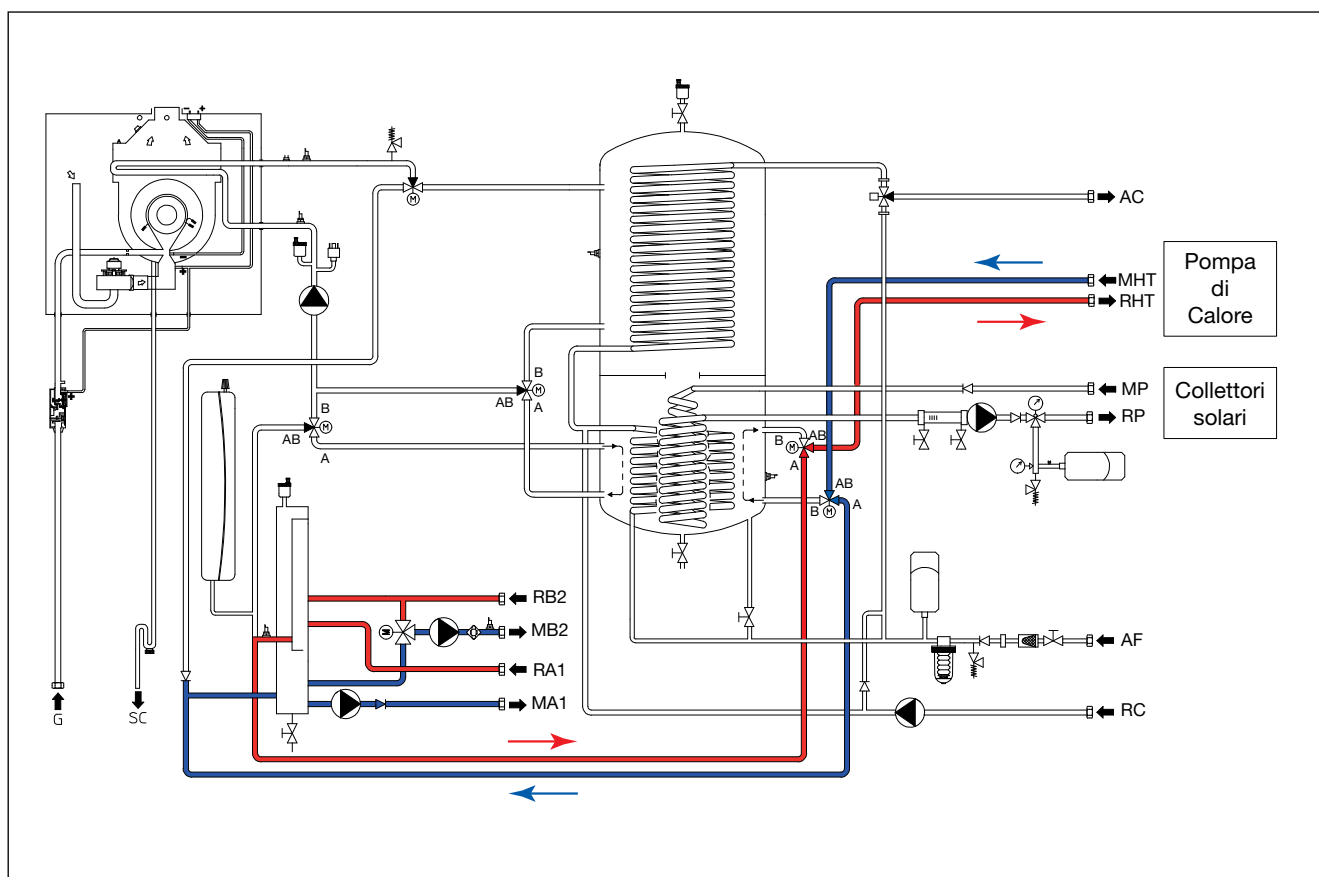 - +
M
AC
MHT
RHT
Pompa
di
Calore
B
M
AB
A
MP
Collettori
solari
RP
B
M
AB
A
AB
B
M
A
AB
B
A
M
+
-
+
RB2
M
MB2
AF
RA1
MA1
RC
G
SC